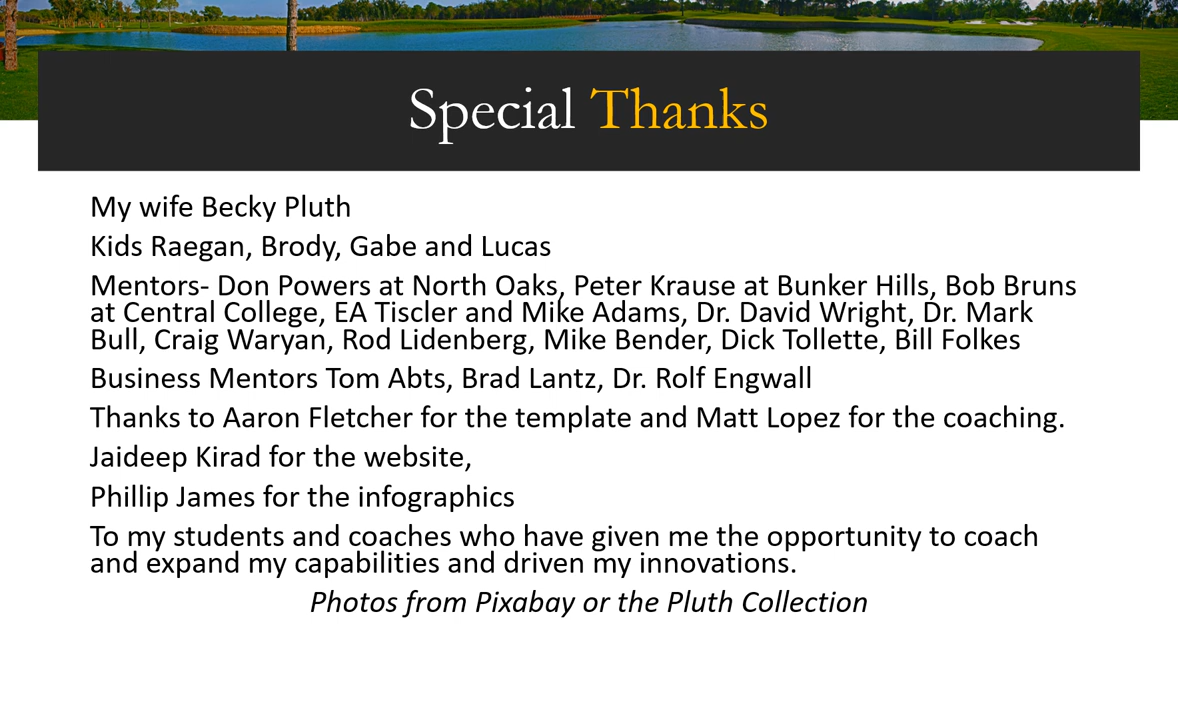 Special Thanks
My wife Becky Pluth
Kids Raegan, Brody, Gabe and Lucas
Mentors- Don Powers at North Oaks, Peter Krause at Bunker Hills, Bob Bruns
at Central College, EA Tiscler and Mike Adams, Dr. David Wright, Dr. Mark
Bull, Craig Waryan, Rod Lidenberg, Mike Bender, Dick Tollette, Bill Folkes
Business Mentors Tom Abts, Brad Lantz, Dr. Rolf Engwall
Thanks to Aaron Fletcher for the template and Matt Lopez for the coaching.
Jaideep Kirad for the website,
Phillip James for the infographics
To my students and coaches who have given me the opportunity to coach
and expand my capabilities and driven my innovations.
Photos from Pixabay or the Pluth Collection